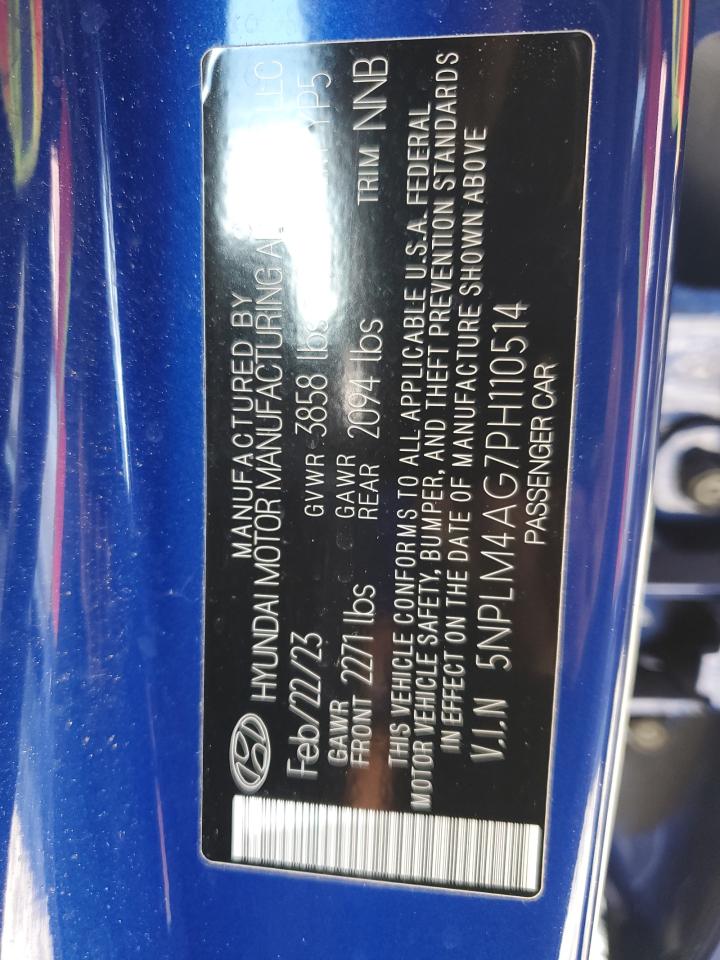 MANUFACTURED BY
HYUNDAI MOTOR MANUFACTURING LLC
Feb/22/23 GVWR 3858 lbs YP5
GAWR FRONT 2271 lbs GAWR REAR 2094 lbs TRIM NNB
THIS VEHICLE CONFORMS TO ALL APPLICABLE U.S.A. FEDERAL
MOTOR VEHICLE SAFETY, BUMPER, AND THEFT PREVENTION STANDARDS
IN EFFECT ON THE DATE OF MANUFACTURE SHOWN ABOVE
V.I.N 5NPLM4AG7PH110514
PASSENGER CAR